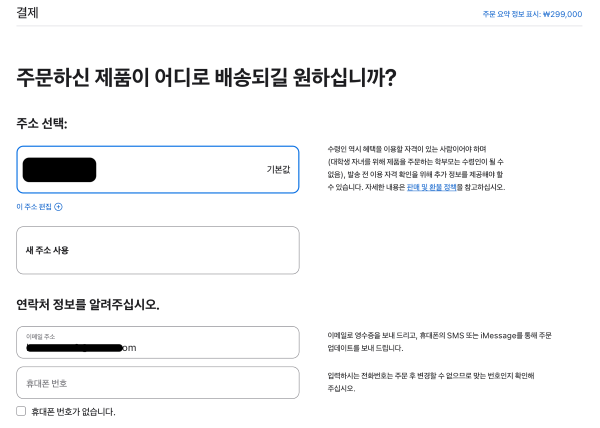 결제
주문 요약 정보 표시: ₩299,000
주문하신 제품이 어디로 배송되길 원하십니까?
주소 선택:
기본값
수령인 역시 혜택을 이용할 자격이 있는 사람이어야 하며
(대학생 자녀를 위해 제품을 주문하는 학부모는 수령인이 될 수
없음), 발송 전 이용 자격 확인을 위해 추가 정보를 제공해야 할
수 있습니다. 자세한 내용은 판매 및 환불 정책을 참고하십시오.
이 주소 편집
새 주소 사용
연락처 정보를 알려주십시오.
이메일 주소
om
이메일로 영수증을 보내 드리고, 휴대폰의 SMS 또는 iMessage를 통해 주문
업데이트를 보내 드립니다.
휴대폰 번호
입력하시는 전화번호는 주문 후 변경할 수 없으므로 맞는 번호인지 확인해
주십시오.
휴대폰 번호가 없습니다.